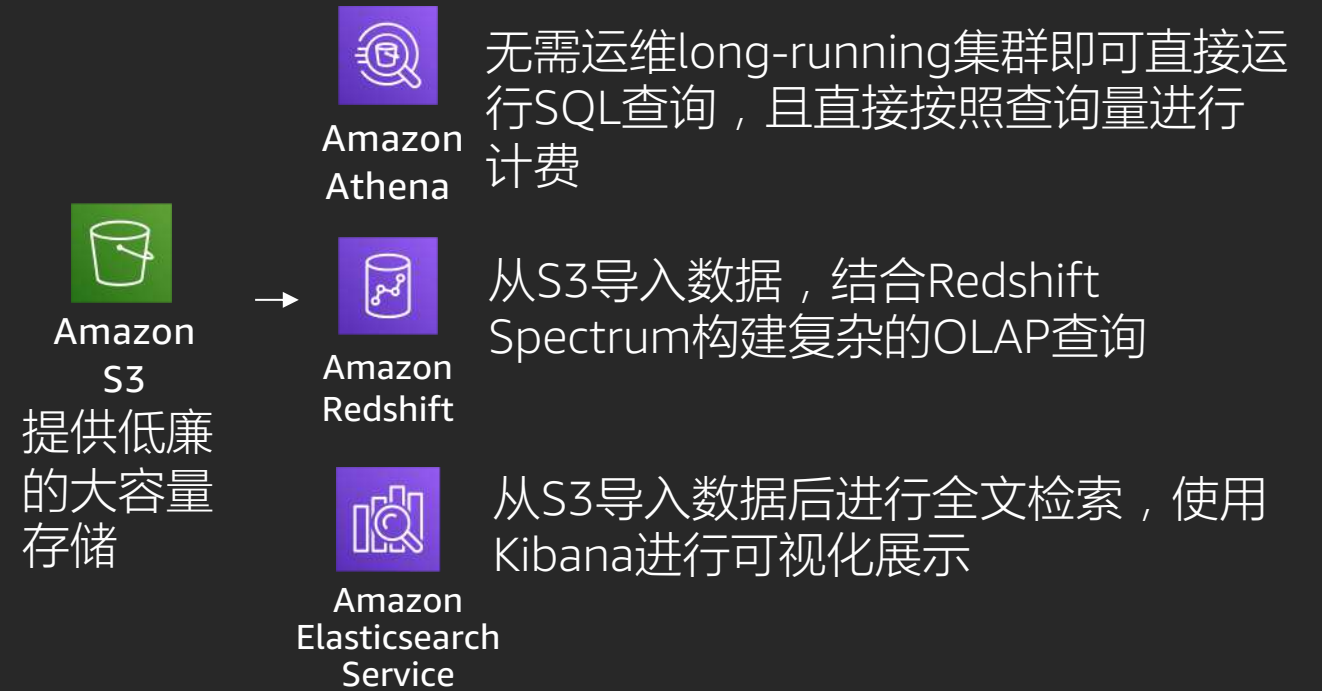 Amazon
S3
提供低廉
的大容量
存储
Amazon
Athena
无需运维long-running集群即可直接运
行SQL查询，且直接按照查询量进行
计费
Amazon
Redshift
从S3导入数据，结合Redshift
Spectrum构建复杂的OLAP查询
Amazon
Elasticsearch
Service
从S3导入数据后进行全文检索，使用
Kibana进行可视化展示